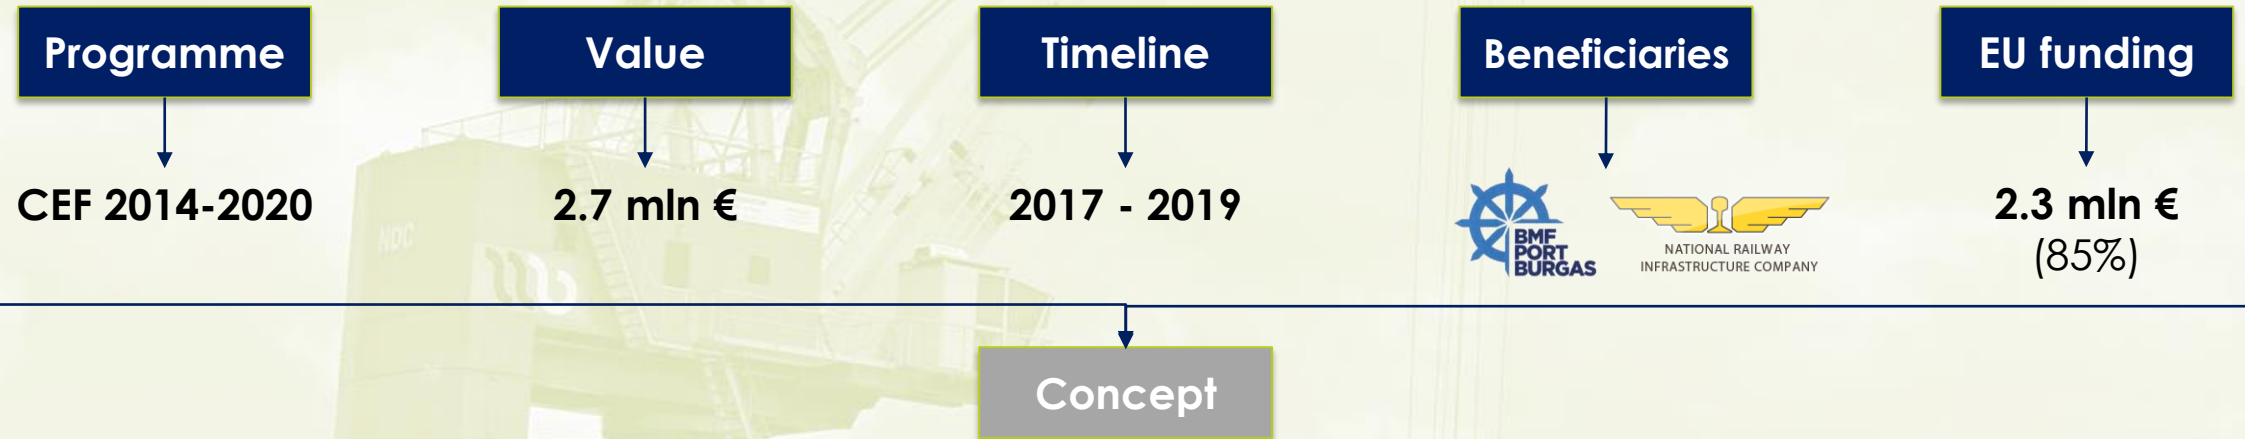 Programme
Value
Timeline
Beneficiaries
EU funding
CEF 2014-2020
2.7 mln €
2017 - 2019
BMF
PORT
BURGAS
NATIONAL RAILWAY
INFRASTRUCTURE COMPANY
2.3 mln €
(85%)
NDC
Concept